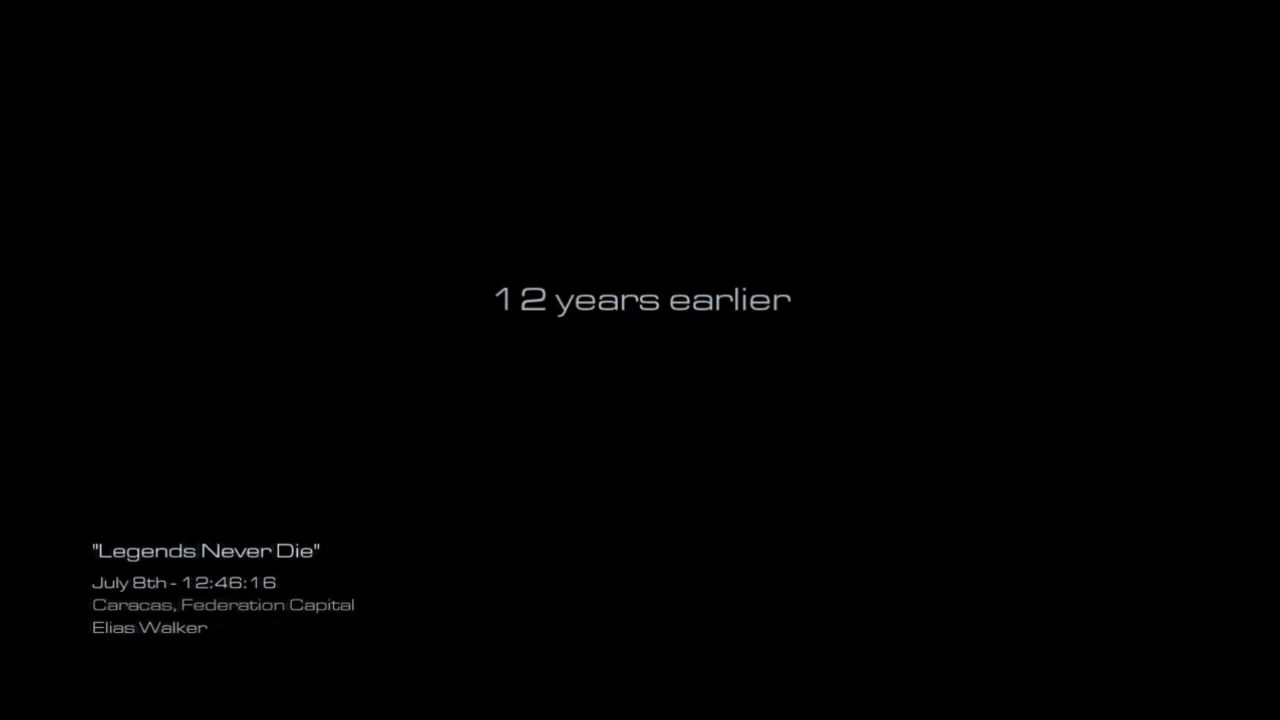 12 years earlier
"Legends Never Die"
July 8th - 12:46:16
Caracas, Federation Capital
Elias Walker